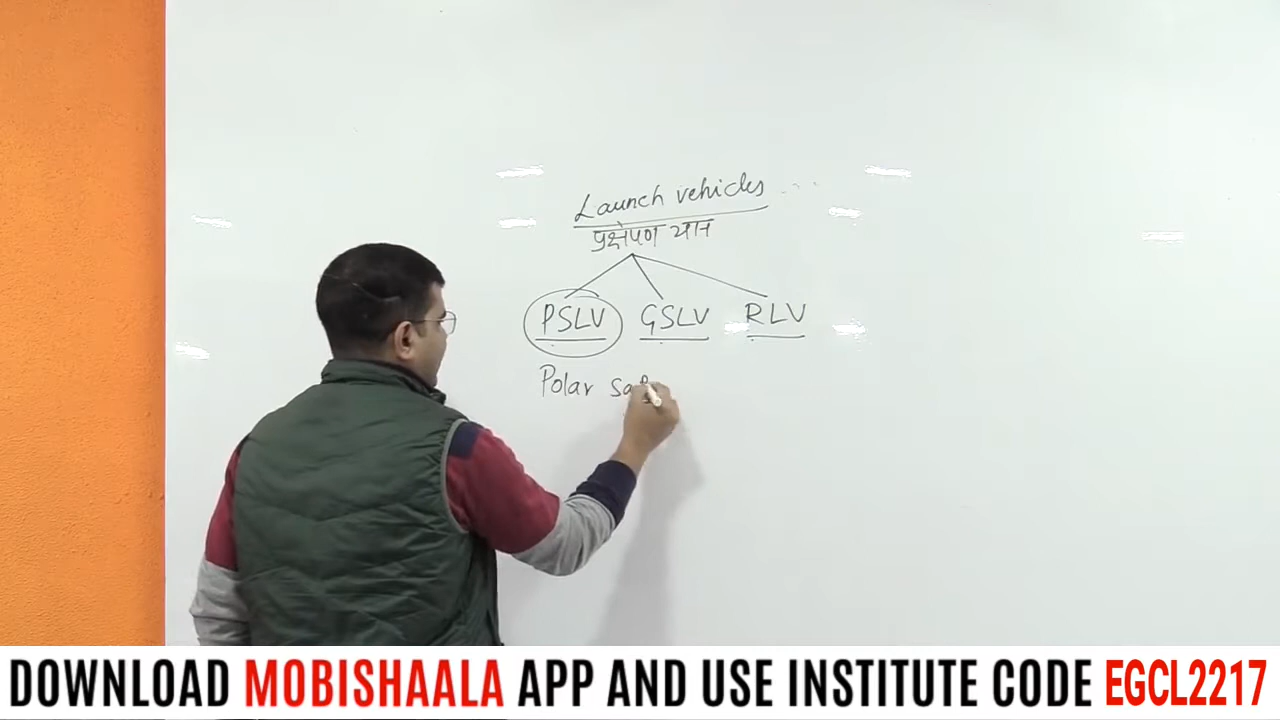 Launch vehicles ...
प्रक्षेपण यान
PSLV GSLV RLV
Polar
DOWNLOAD MOBISHAALA APP AND USE INSTITUTE CODE EGCL2217